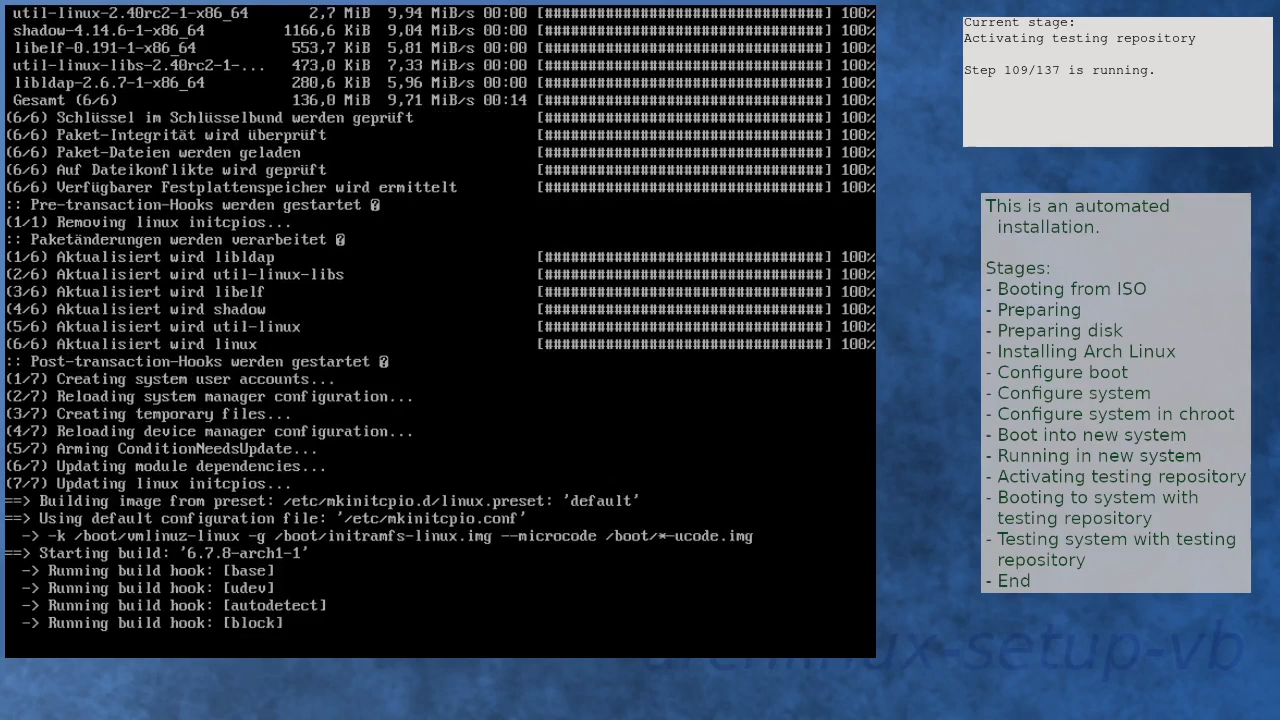 util-linux-2.40rc2-1-x86_64 2,7 MiB 9,94 MiB/s 00:00 [##################################] 100%
shadow-4.14.6-1-x86_64 1166,6 KiB 9,04 MiB/s 00:00 [##################################] 100%
libelf-0.191-1-x86_64 553,7 KiB 5,81 MiB/s 00:00 [##################################] 100%
util-linux-libs-2.40rc2-1-... 473,0 KiB 7,33 MiB/s 00:00 [##################################] 100%
libldap-2.6.7-1-x86_64 280,6 KiB 5,96 MiB/s 00:00 [##################################] 100%
Gesamt (6/6) 136,0 MiB 9,71 MiB/s 00:14 [##################################] 100%
(6/6) Schlüssel im Schlüsselbund werden geprüft [##################################] 100%
(6/6) Paket-Integrität wird überprüft [##################################] 100%
(6/6) Paket-Dateien werden geladen [##################################] 100%
(6/6) Auf Dateikonflikte wird geprüft [##################################] 100%
(6/6) Verfügbarer Festplattenspeicher wird ermittelt [##################################] 100%
:: Pre-transaction-Hooks werden gestartet �
(1/1) Removing linux initcpios...
:: Paketänderungen werden verarbeitet �
(1/6) Aktualisiert wird libldap [##################################] 100%
(2/6) Aktualisiert wird util-linux-libs [##################################] 100%
(3/6) Aktualisiert wird libelf [##################################] 100%
(4/6) Aktualisiert wird shadow [##################################] 100%
(5/6) Aktualisiert wird util-linux [##################################] 100%
(6/6) Aktualisiert wird linux [##################################] 100%
:: Post-transaction-Hooks werden gestartet �
(1/7) Creating system user accounts...
(2/7) Reloading system manager configuration...
(3/7) Creating temporary files...
(4/7) Reloading device manager configuration...
(5/7) Arming ConditionNeedsUpdate...
(6/7) Updating module dependencies...
(7/7) Updating linux initcpios...
==> Building image from preset: /etc/mkinitcpio.d/linux.preset: 'default'
==> Using default configuration file: '/etc/mkinitcpio.conf'
-> -k /boot/vmlinuz-linux -g /boot/initramfs-linux.img --microcode /boot/*-ucode.img
==> Starting build: '6.7.8-arch1-1'
-> Running build hook: [base]
-> Running build hook: [udev]
-> Running build hook: [autodetect]
-> Running build hook: [block]
Current stage:
Activating testing repository
Step 109/137 is running.
This is an automated
installation.
Stages:
- Booting from ISO
- Preparing
- Preparing disk
- Installing Arch Linux
- Configure boot
- Configure system
- Configure system in chroot
- Boot into new system
- Running in new system
- Activating testing repository
- Booting to system with
testing repository
- Testing system with testing
repository
- End
archlinux-setup-vb